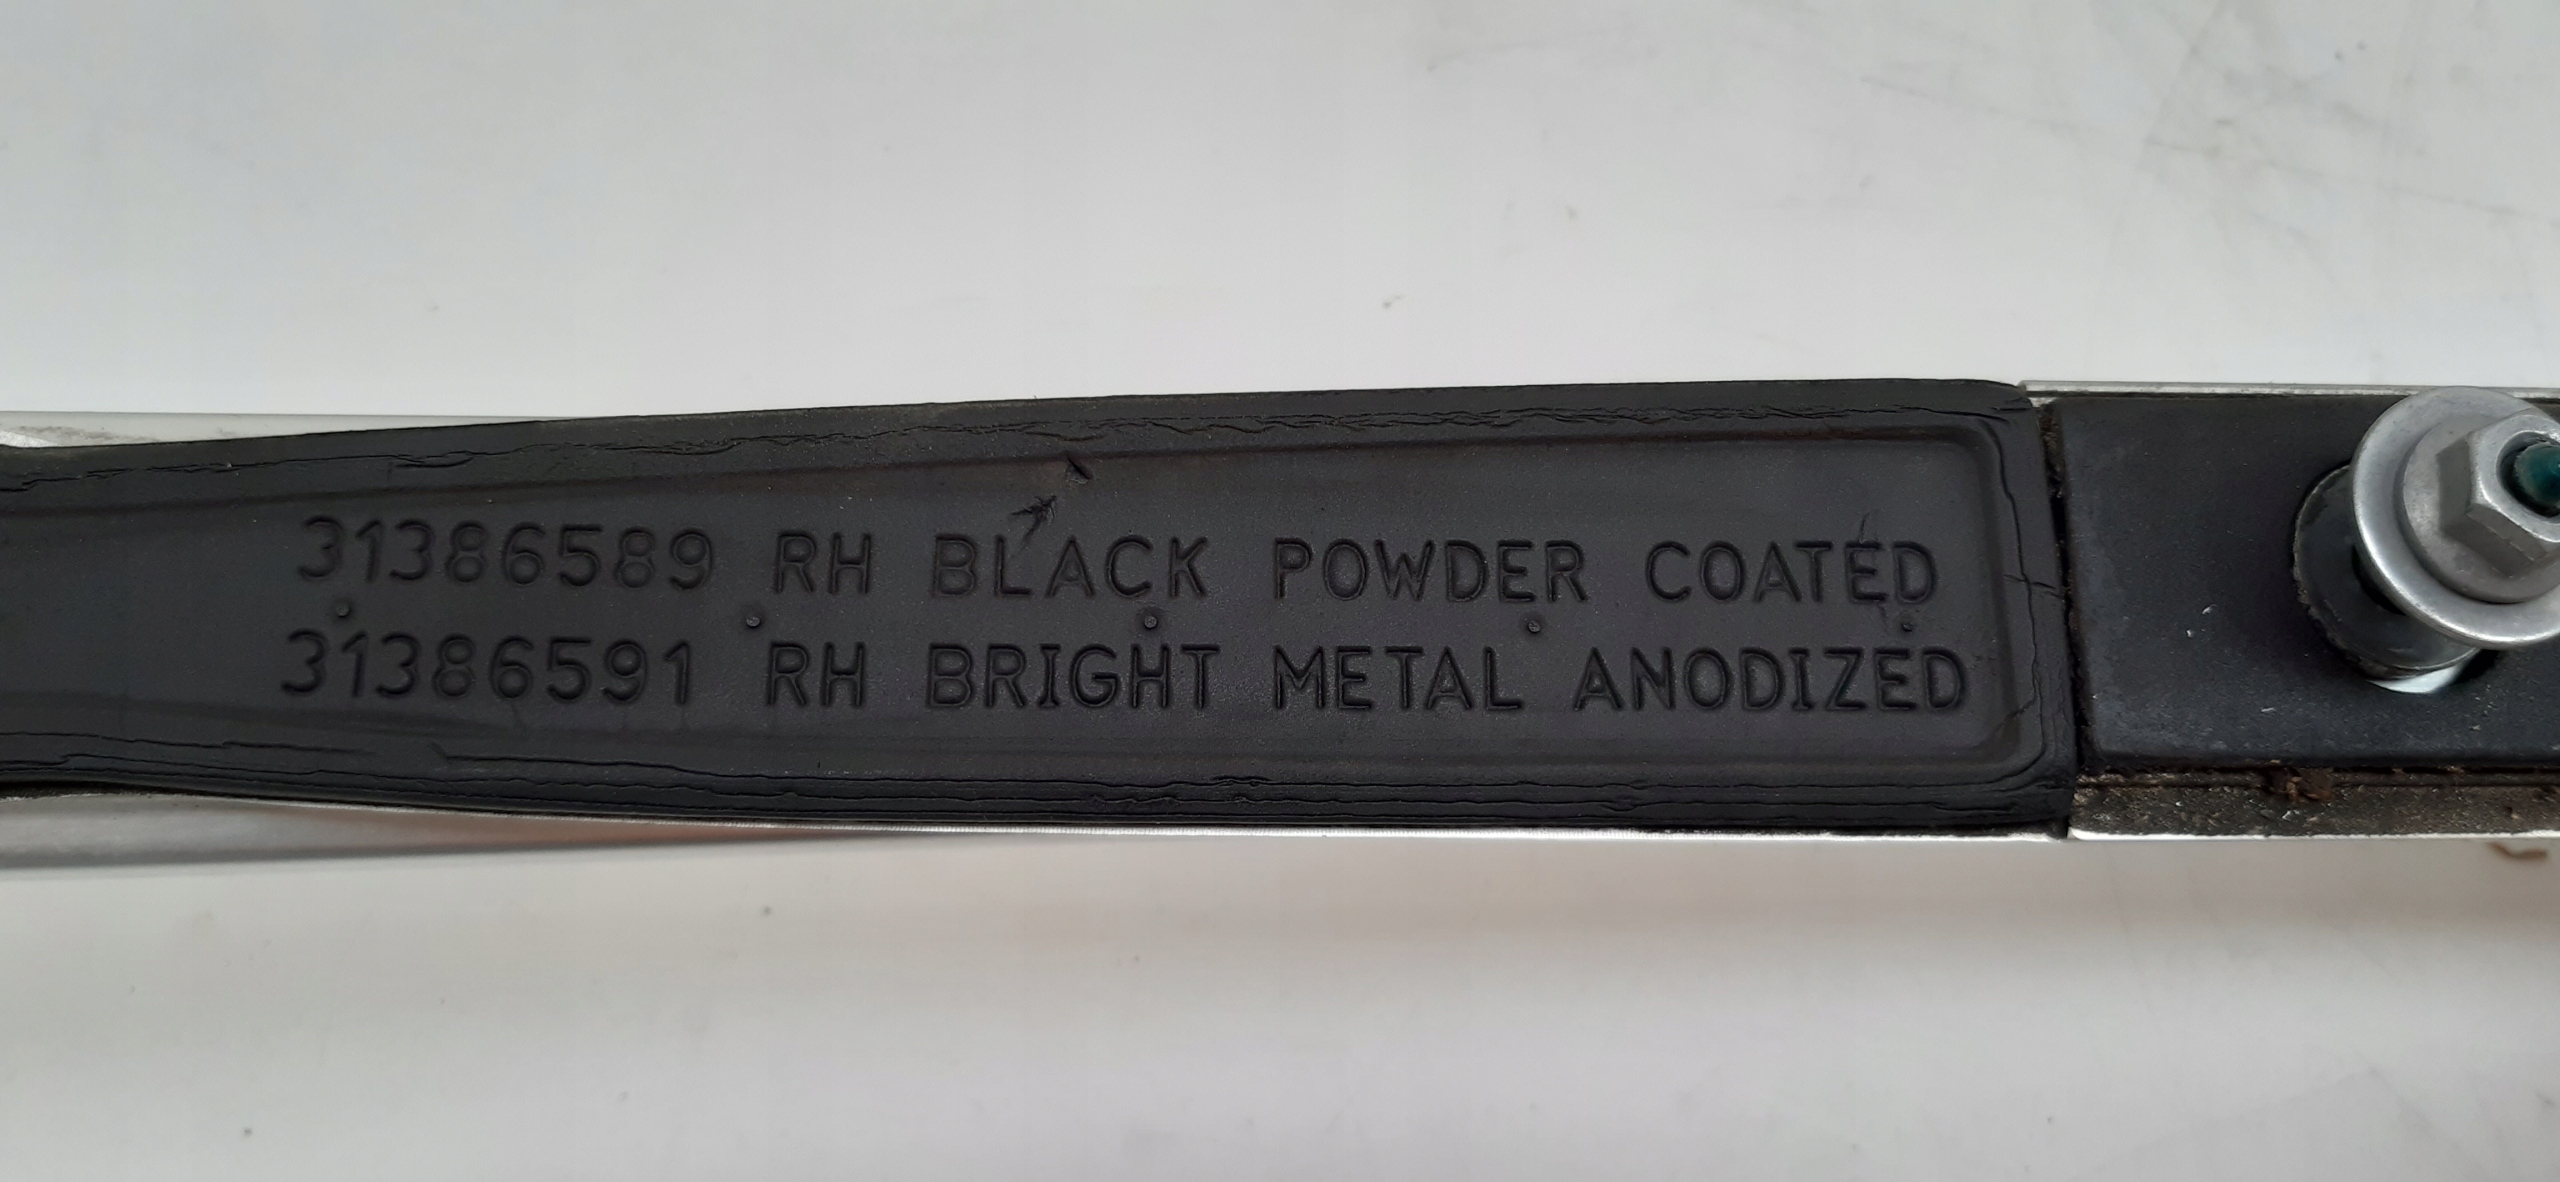 31386589 RH BLACK POWDER COATED
31386591 RH BRIGHT METAL ANODIZED